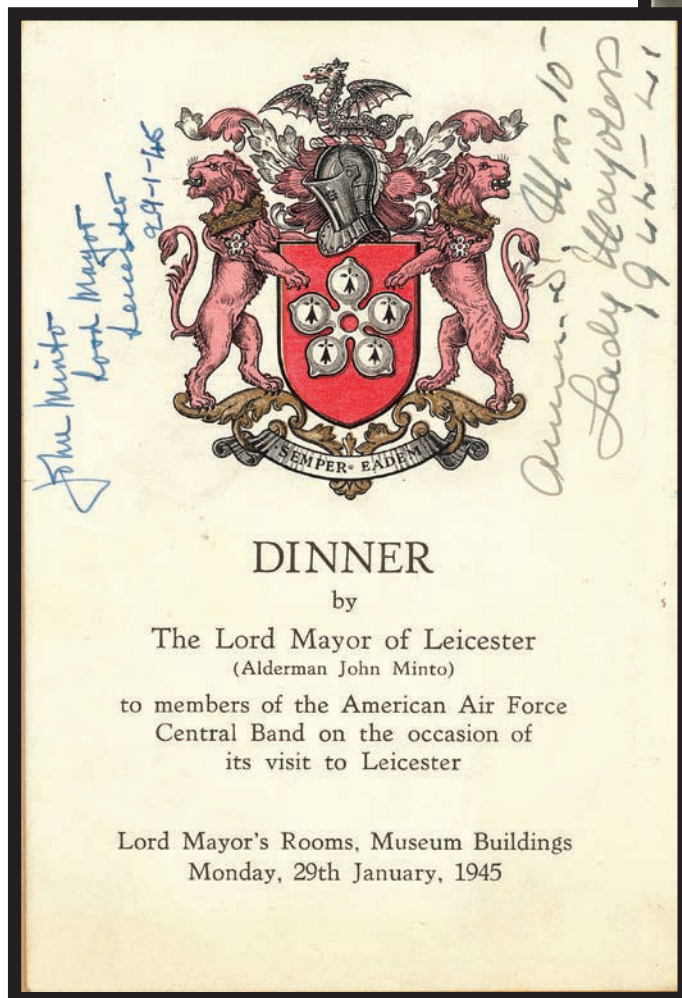 John Minto
Lord Mayor
Leicester
29-1-45
Minto
Lady Mayoress
SEMPER EADEM
DINNER
by
The Lord Mayor of Leicester
(Alderman John Minto)
to members of the American Air Force
Central Band on the occasion of
its visit to Leicester
Lord Mayor's Rooms, Museum Buildings
Monday, 29th January, 1945